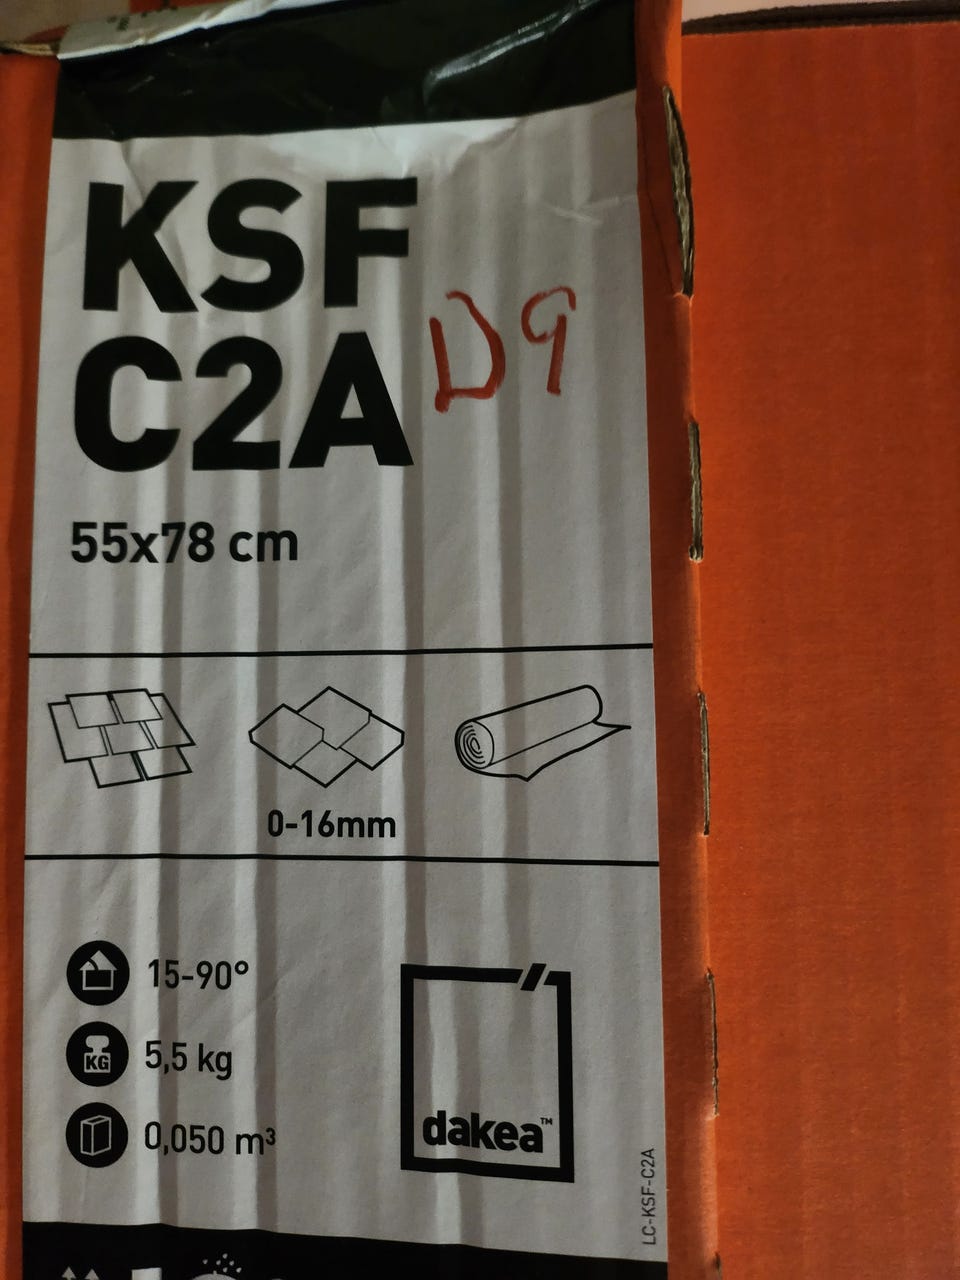 KSF
C2A
D9
55x78 cm
0-16mm
15-90°
KG
5,5 kg
0,050 m³
dakea™
LC-KSF-C2A